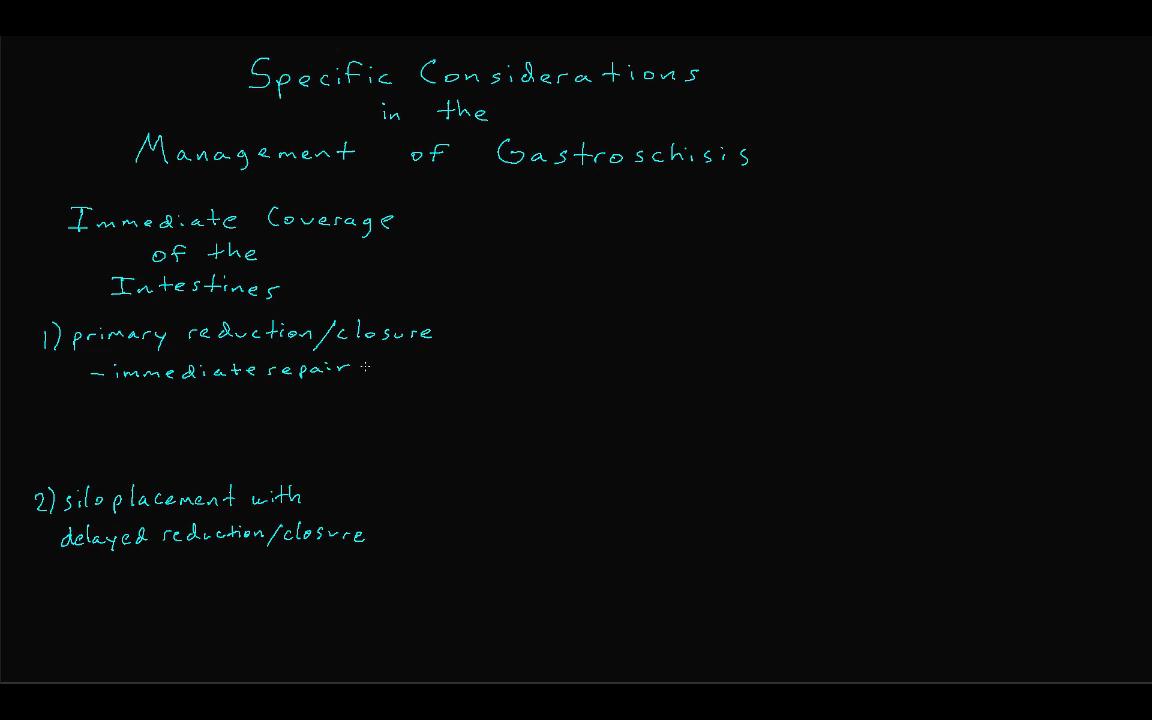 Specific Considerations
in the
Management of Gastroschisis
Immediate Coverage
of the
Intestines
1) primary reduction/closure
- immediate repair
2) silo placement with
delayed reduction/closure